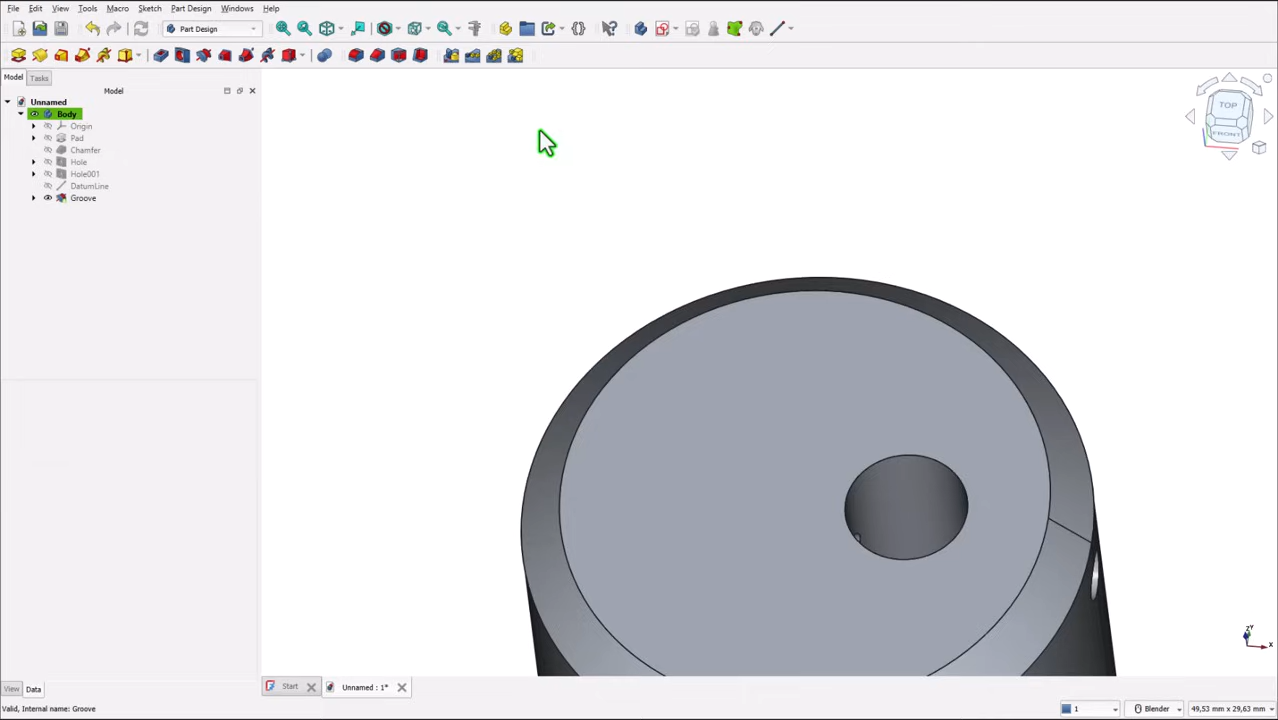 File Edit View Tools Macro Sketch Part Design Windows Help
Part Design
Model Tasks
Model
Unnamed
Body
Origin
Pad
Chamfer
Hole
Hole001
DatumLine
Groove
TOP
FRONT
Z Y
X
View Data
Start Unnamed : 1*
Valid, Internal name: Groove
1 Blender 49,53 mm x 29,63 mm